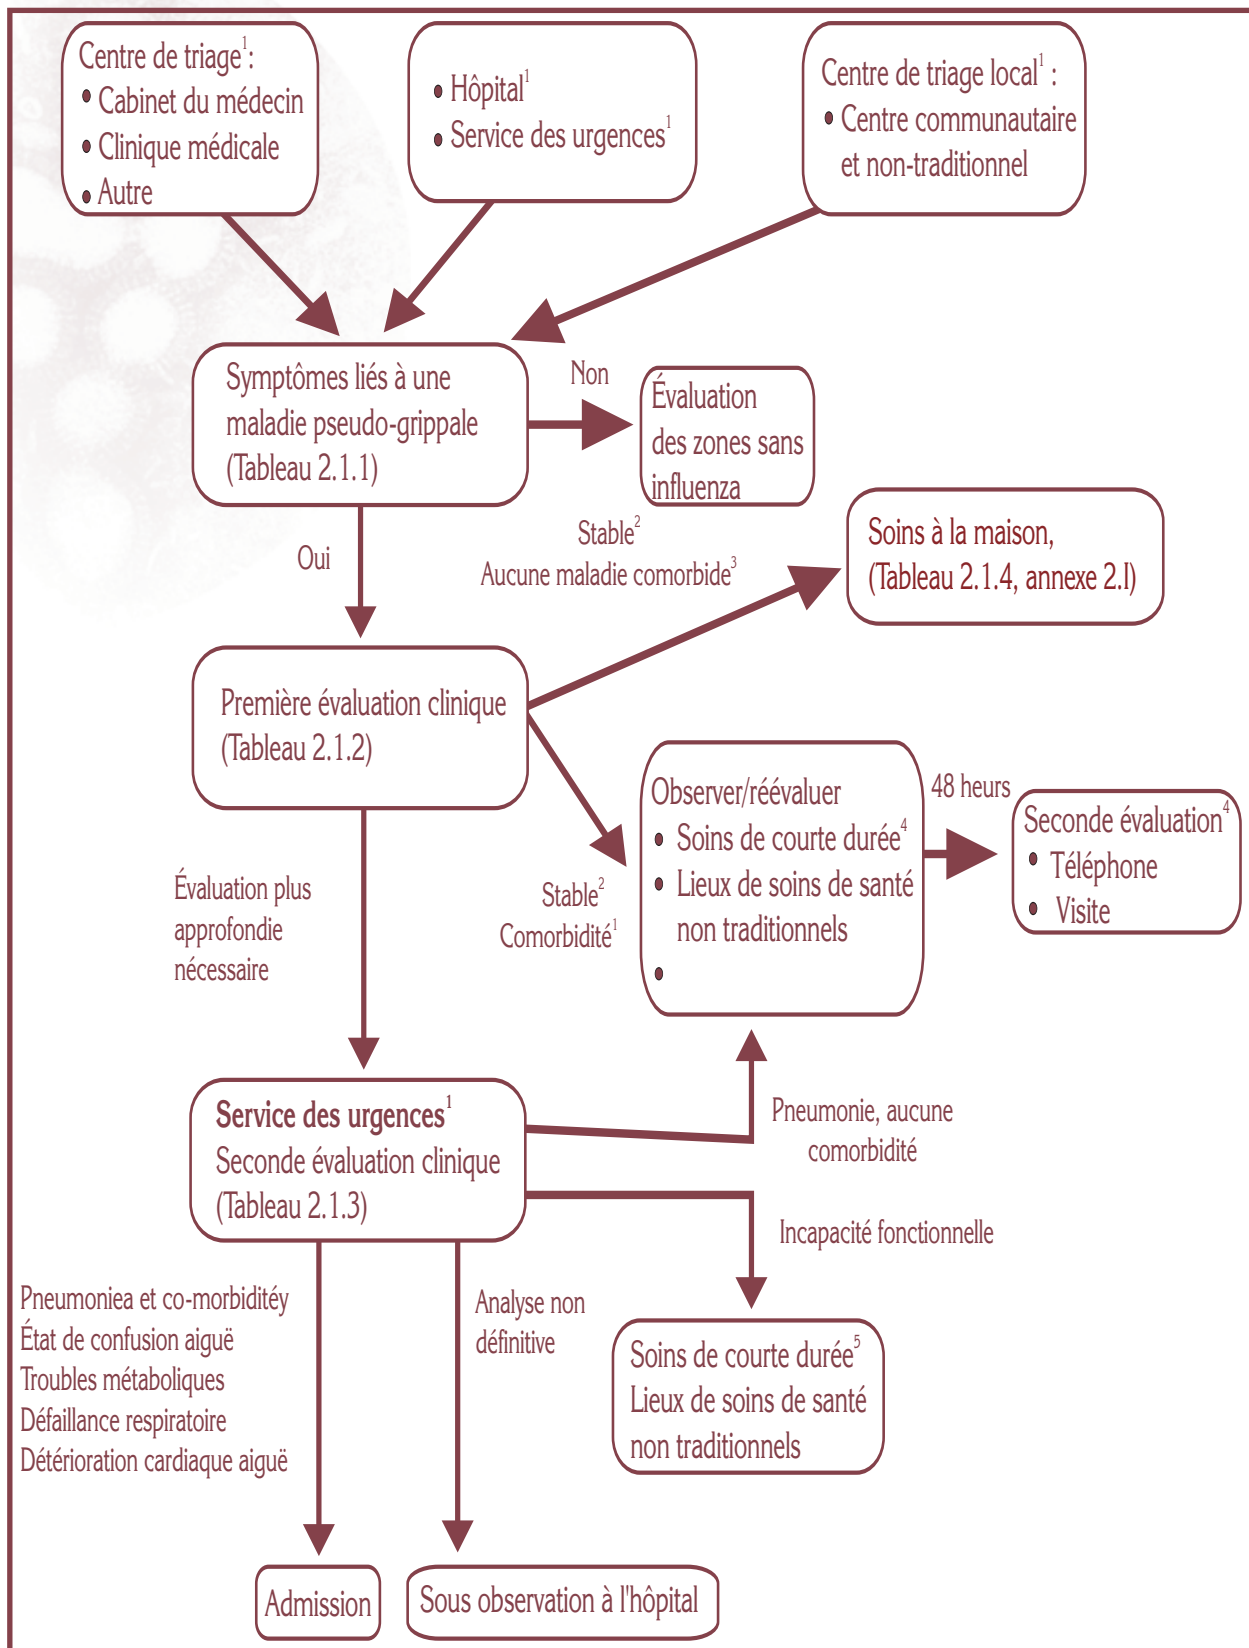 Centre de triage¹ :
• Cabinet du médecin
• Clinique médicale
• Autre
• Hôpital¹
• Service des urgences¹
Centre de triage local¹ :
• Centre communautaire
et non-traditionnel
Symptômes liés à une
maladie pseudo-grippale
(Tableau 2.1.1)
Non
Évaluation
des zones sans
influenza
Oui
Stable²
Aucune maladie comorbide³
Soins à la maison,
(Tableau 2.1.4, annexe 2.I)
Première évaluation clinique
(Tableau 2.1.2)
Stable²
Comorbidité¹
Observer/réévaluer
• Soins de courte durée⁴
• Lieux de soins de santé
non traditionnels
•
48 heurs
Seconde évaluation⁴
• Téléphone
• Visite
Évaluation plus
approfondie
nécessaire
Service des urgences¹
Seconde évaluation clinique
(Tableau 2.1.3)
Pneumonie, aucune
comorbidité
Incapacité fonctionnelle
Soins de courte durée⁵
Lieux de soins de santé
non traditionnels
Pneumoniea et co-morbiditéy
État de confusion aiguë
Troubles métaboliques
Défaillance respiratoire
Détérioration cardiaque aiguë
Analyse non
définitive
Admission
Sous observation à l'hôpital